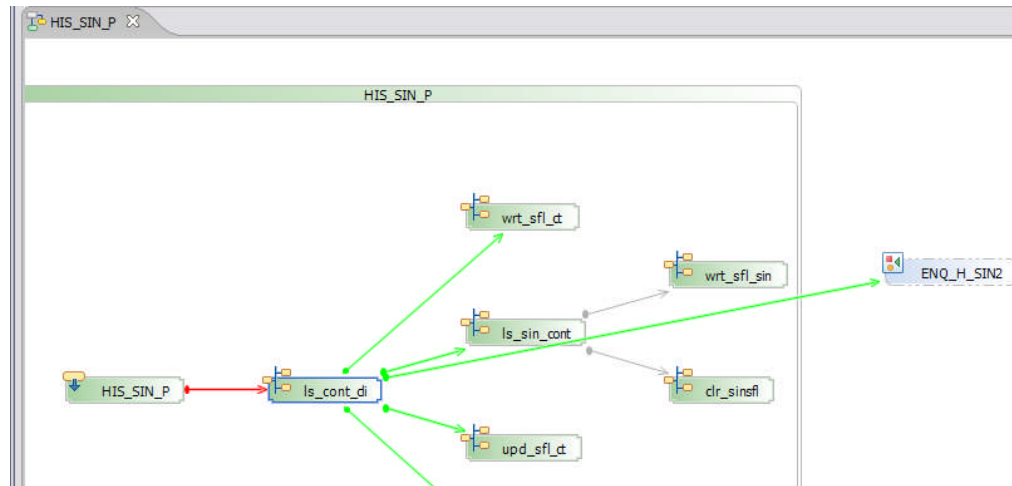 HIS_SIN_P
HIS_SIN_P
wrt_sfl_ct
wrt_sfl_sin
ENQ_H_SIN2
ls_sin_cont
HIS_SIN_P
ls_cont_di
clr_sinsfl
upd_sfl_ct